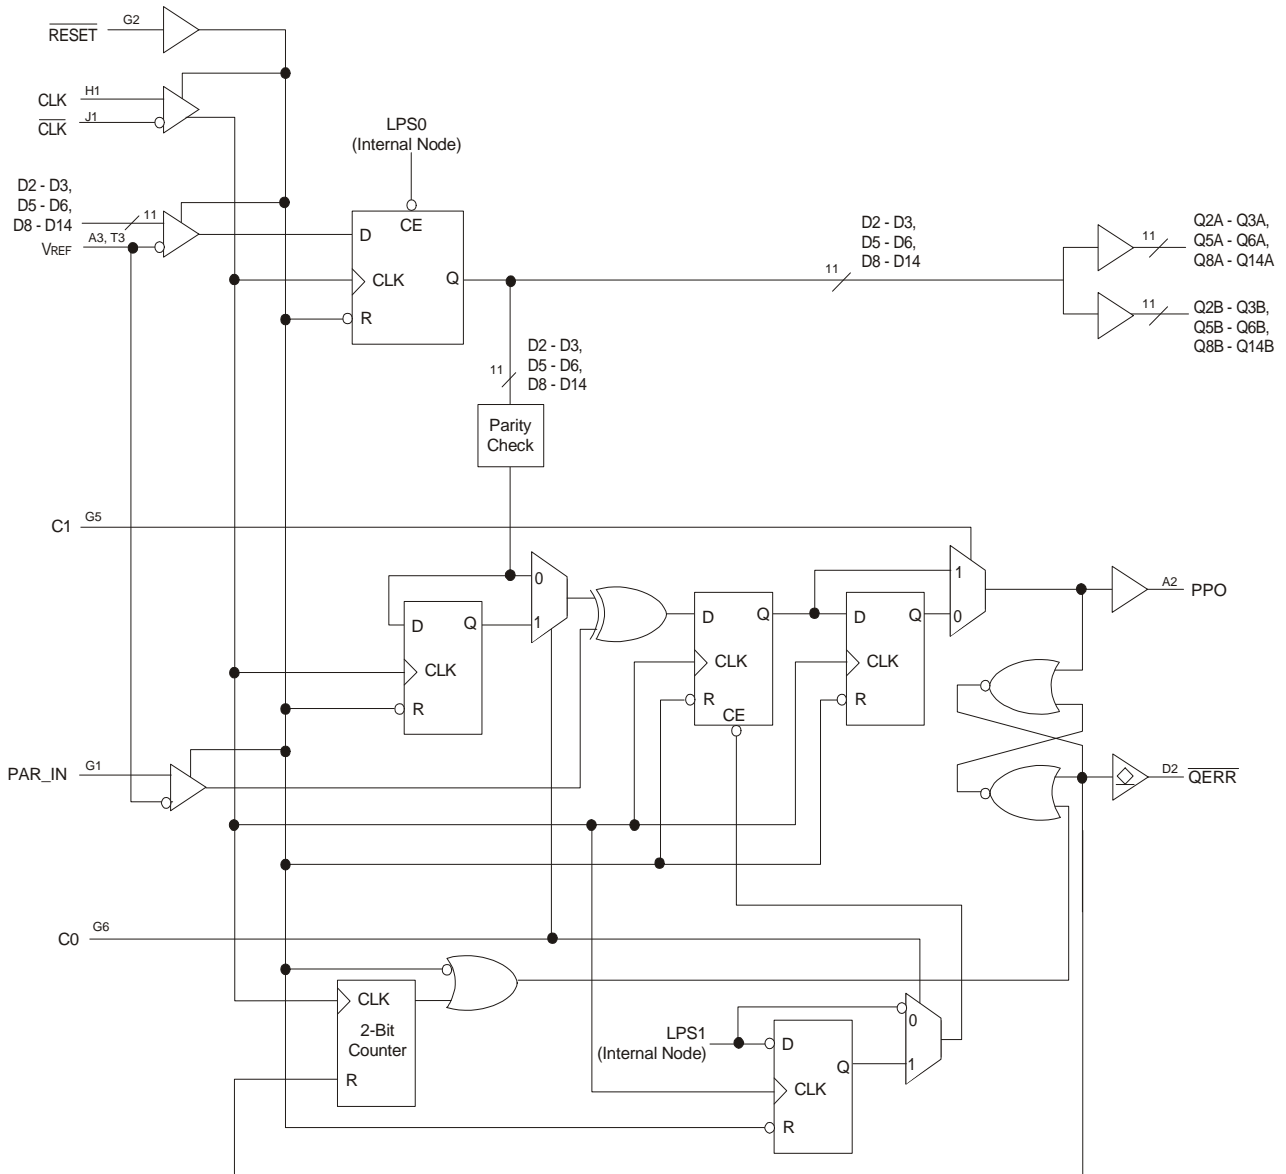 RESET
G2
CLK
H1
CLK
J1
LPS0
(Internal Node)
D2 - D3,
D5 - D6,
D8 - D14
11
VREF
A3, T3
CE
D
CLK
Q
R
D2 - D3,
D5 - D6,
D8 - D14
11
11
Q2A - Q3A,
Q5A - Q6A,
Q8A - Q14A
11
Q2B - Q3B,
Q5B - Q6B,
Q8B - Q14B
D2 - D3,
D5 - D6,
D8 - D14
11
Parity
Check
C1
G5
0
1
D
Q
CLK
R
D
Q
CLK
R
CE
D
Q
CLK
R
1
0
A2
PPO
PAR_IN
G1
D2
QERR
C0
G6
CLK
2-Bit
Counter
R
LPS1
(Internal Node)
D
Q
CLK
R
0
1